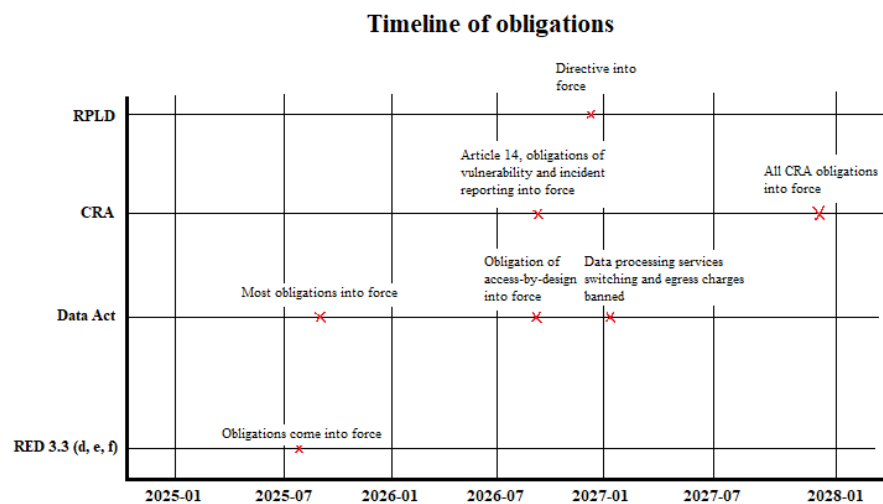 Timeline of obligations
Directive into
force
RPLD
Article 14, obligations of
vulnerability and incident
reporting into force
All CRA obligations
into force
CRA
Obligation of
access-by-design
into force
Data processing services
switching and egress charges
banned
Most obligations into force
Data Act
Obligations come into force
RED 3.3 (d, e, f)
2025-01
2025-07
2026-01
2026-07
2027-01
2027-07
2028-01